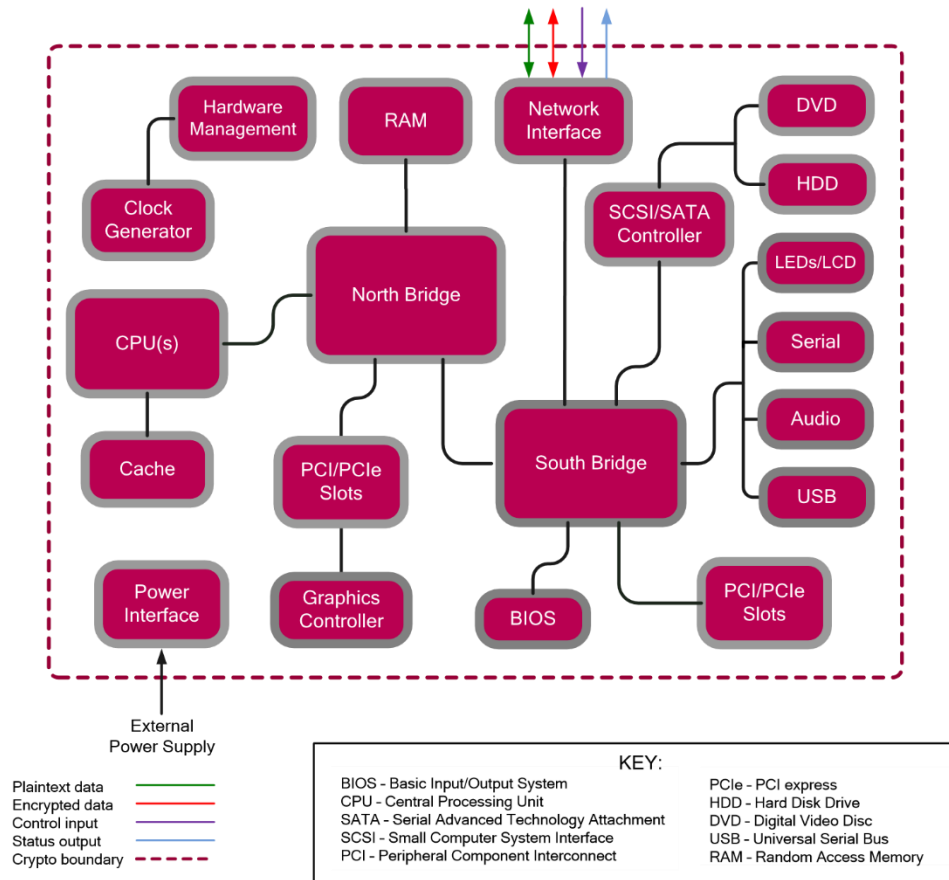 Hardware
Management
RAM
Network
Interface
DVD
HDD
Clock
Generator
SCSI/SATA
Controller
LEDs/LCD
North Bridge
CPU(s)
Serial
Audio
Cache
PCI/PCIe
Slots
South Bridge
USB
Power
Interface
Graphics
Controller
BIOS
PCI/PCIe
Slots
External
Power Supply
Plaintext data
Encrypted data
Control input
Status output
Crypto boundary
KEY:
BIOS - Basic Input/Output System
CPU - Central Processing Unit
SATA - Serial Advanced Technology Attachment
SCSI - Small Computer System Interface
PCI - Peripheral Component Interconnect
PCIe - PCI express
HDD - Hard Disk Drive
DVD - Digital Video Disc
USB - Universal Serial Bus
RAM - Random Access Memory